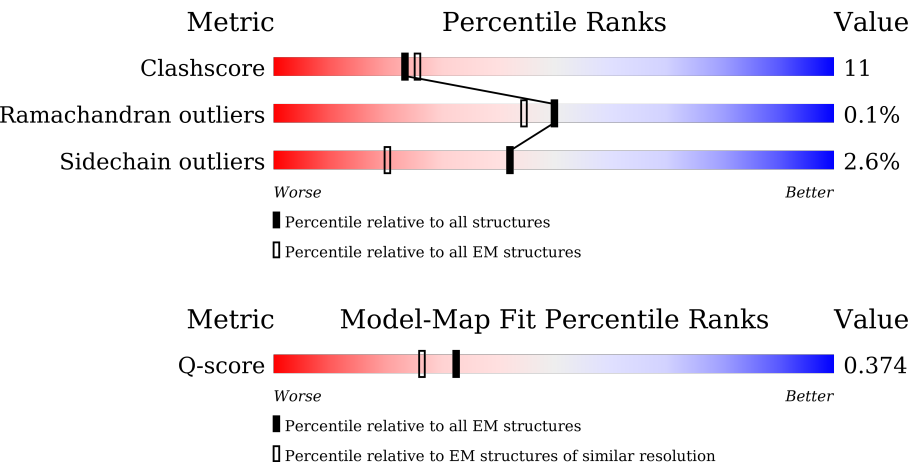 Metric Percentile Ranks Value
Clashscore 11
Ramachandran outliers 0.1%
Sidechain outliers 2.6%
Worse Better
Percentile relative to all structures
Percentile relative to all EM structures
Metric Model-Map Fit Percentile Ranks Value
Q-score 0.374
Worse Better
Percentile relative to all EM structures
Percentile relative to EM structures of similar resolution